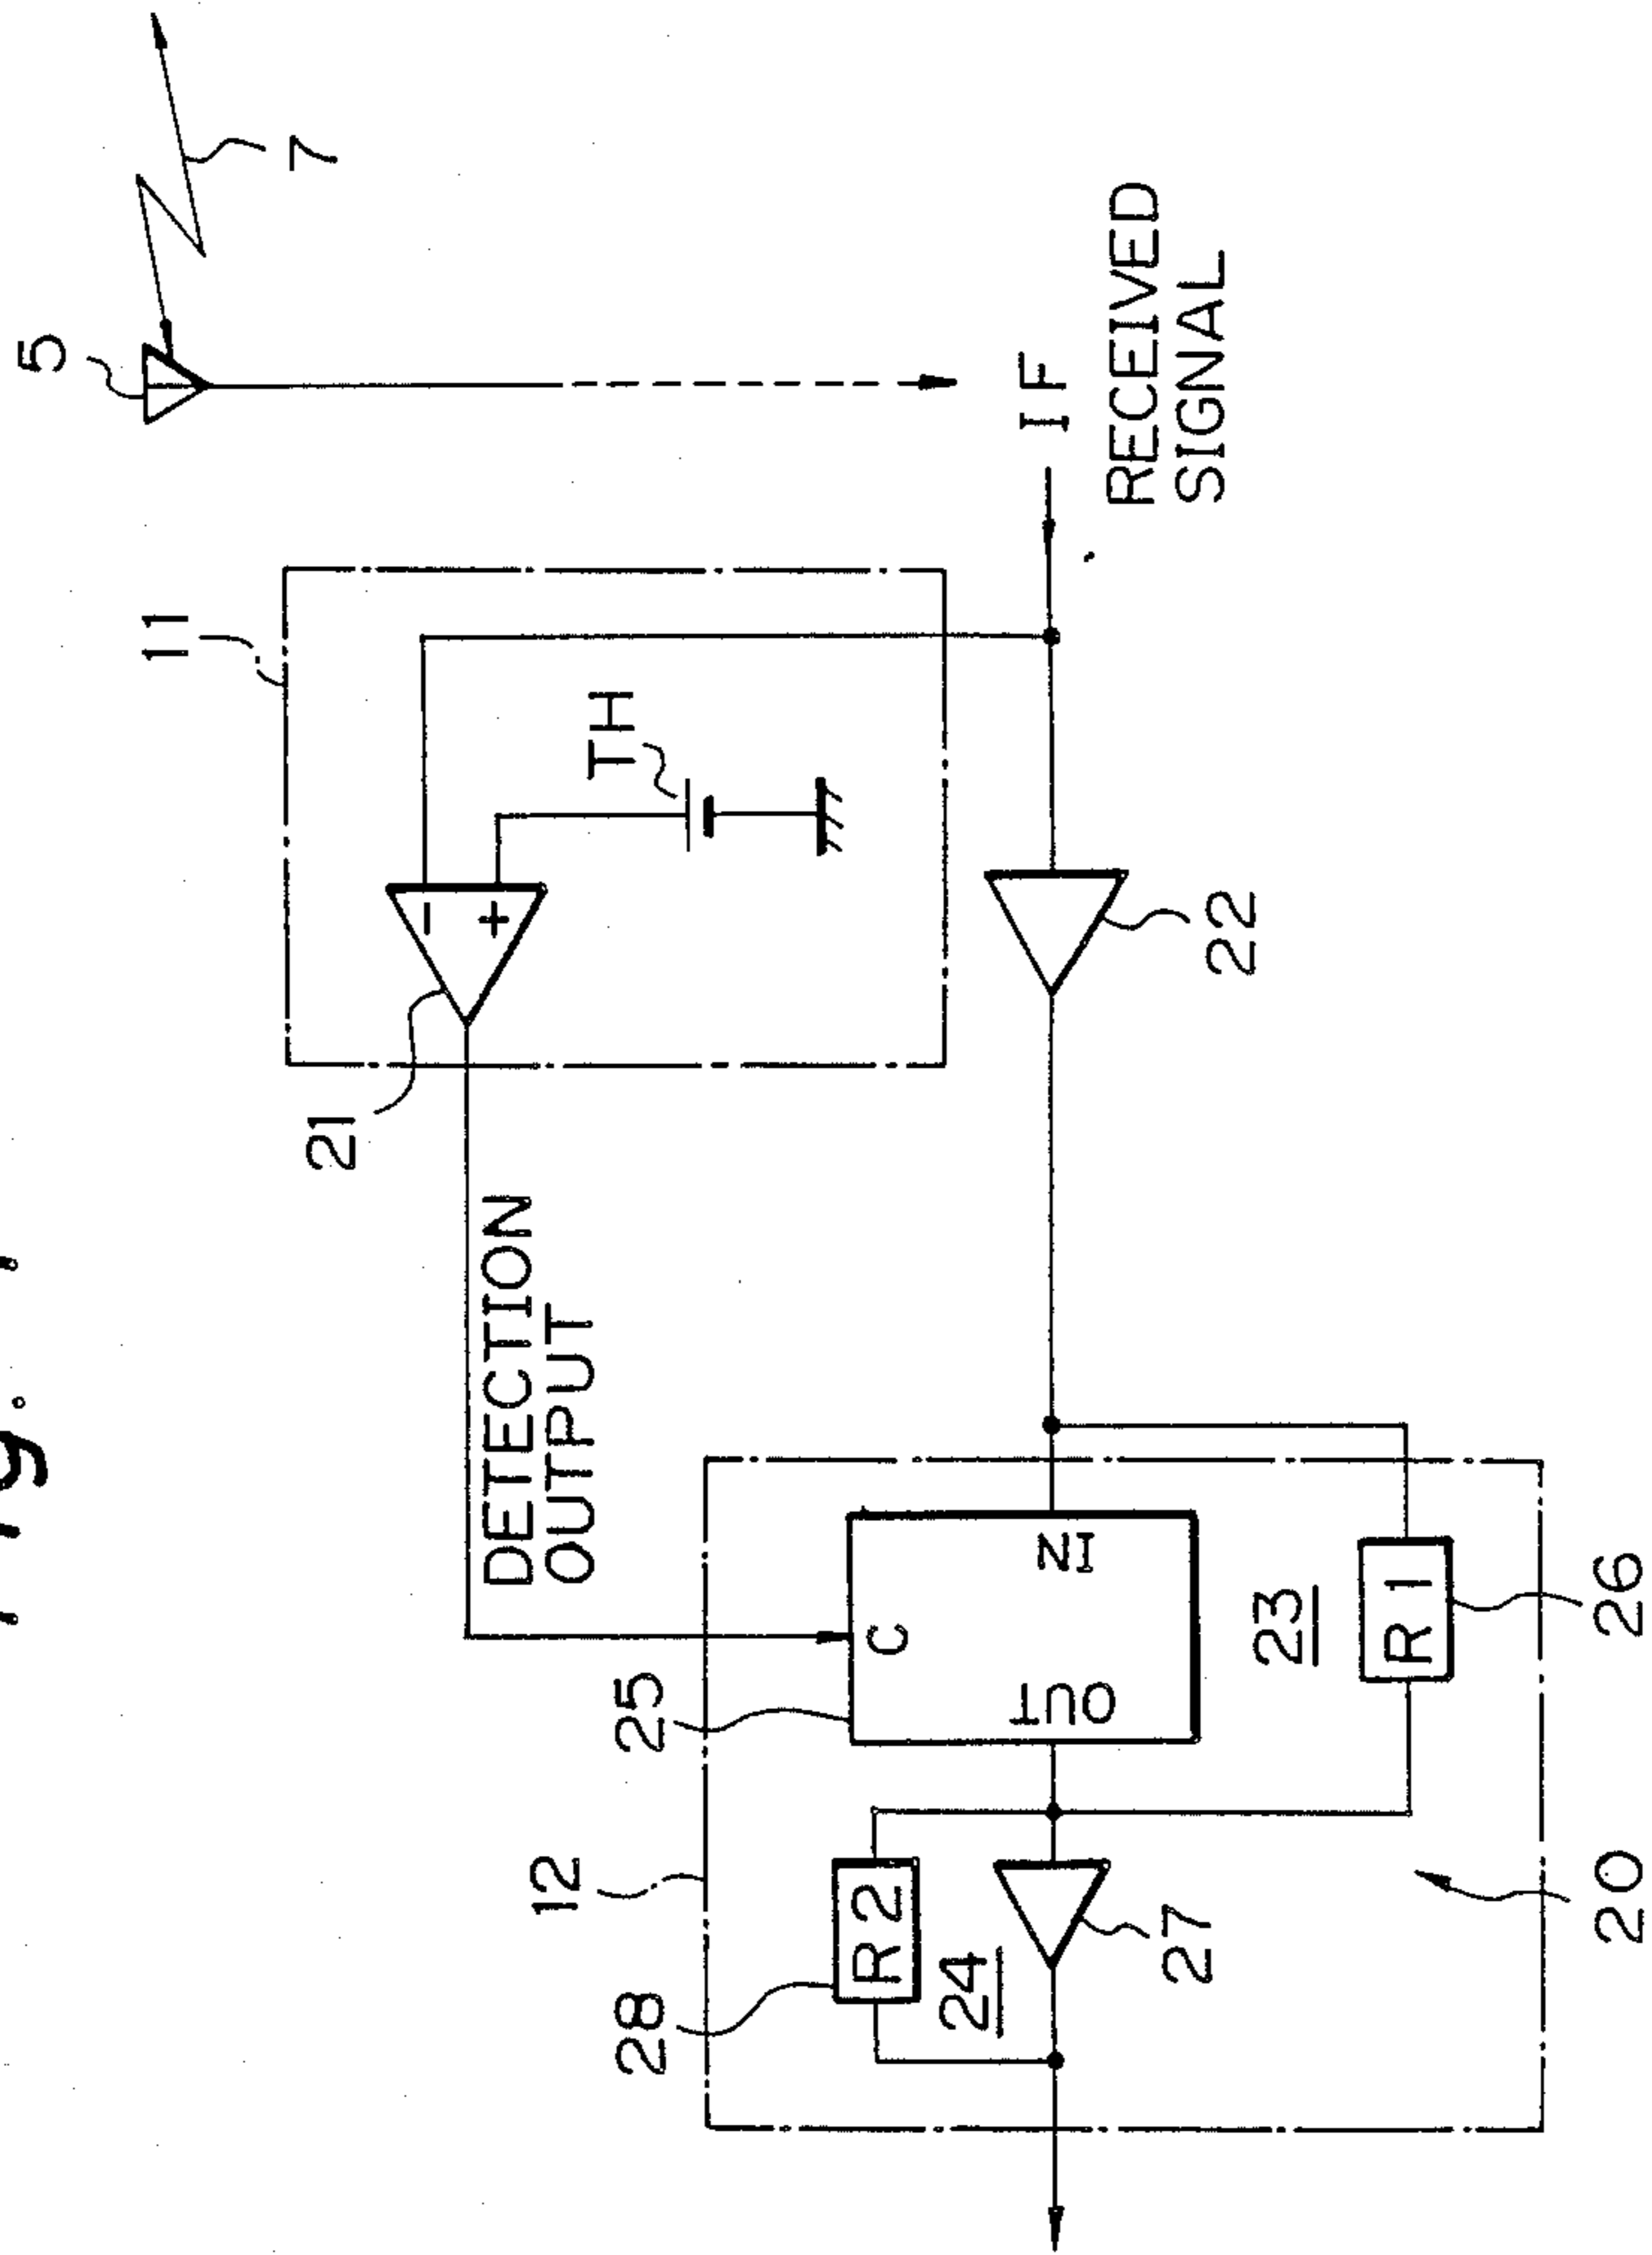 5
7
11
TH
IF
RECEIVED
SIGNAL
−
+
21
22
DETECTION
OUTPUT
C
IN
OUT
25
23
R1
26
12
R2
28
24
27
20